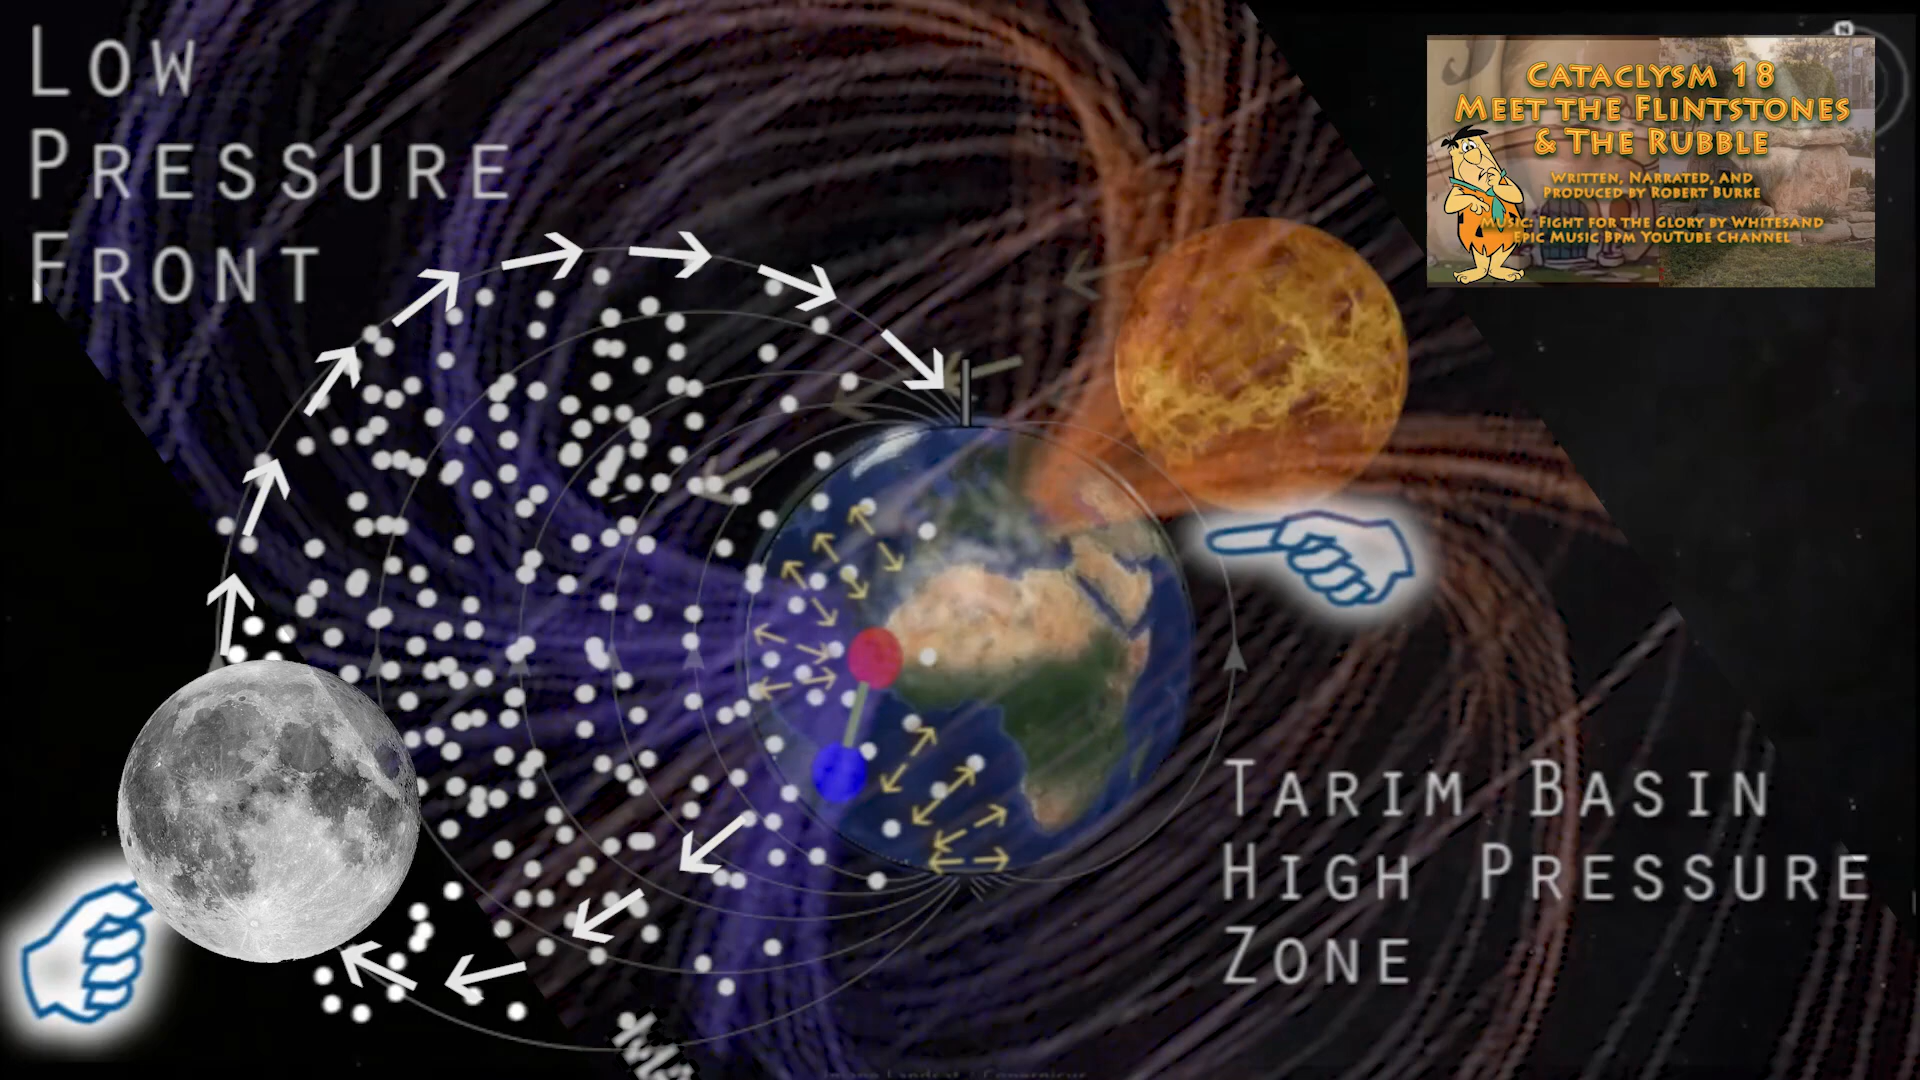 Low
Pressure
Front
N
Cataclysm 18
Meet the Flintstones
& The Rubble
Written, Narrated, and
Produced by Robert Burke
Music: Fight for the Glory by Whitesand
Epic Music Bpm YouTube Channel
Tarim Basin
High Pressure
Zone